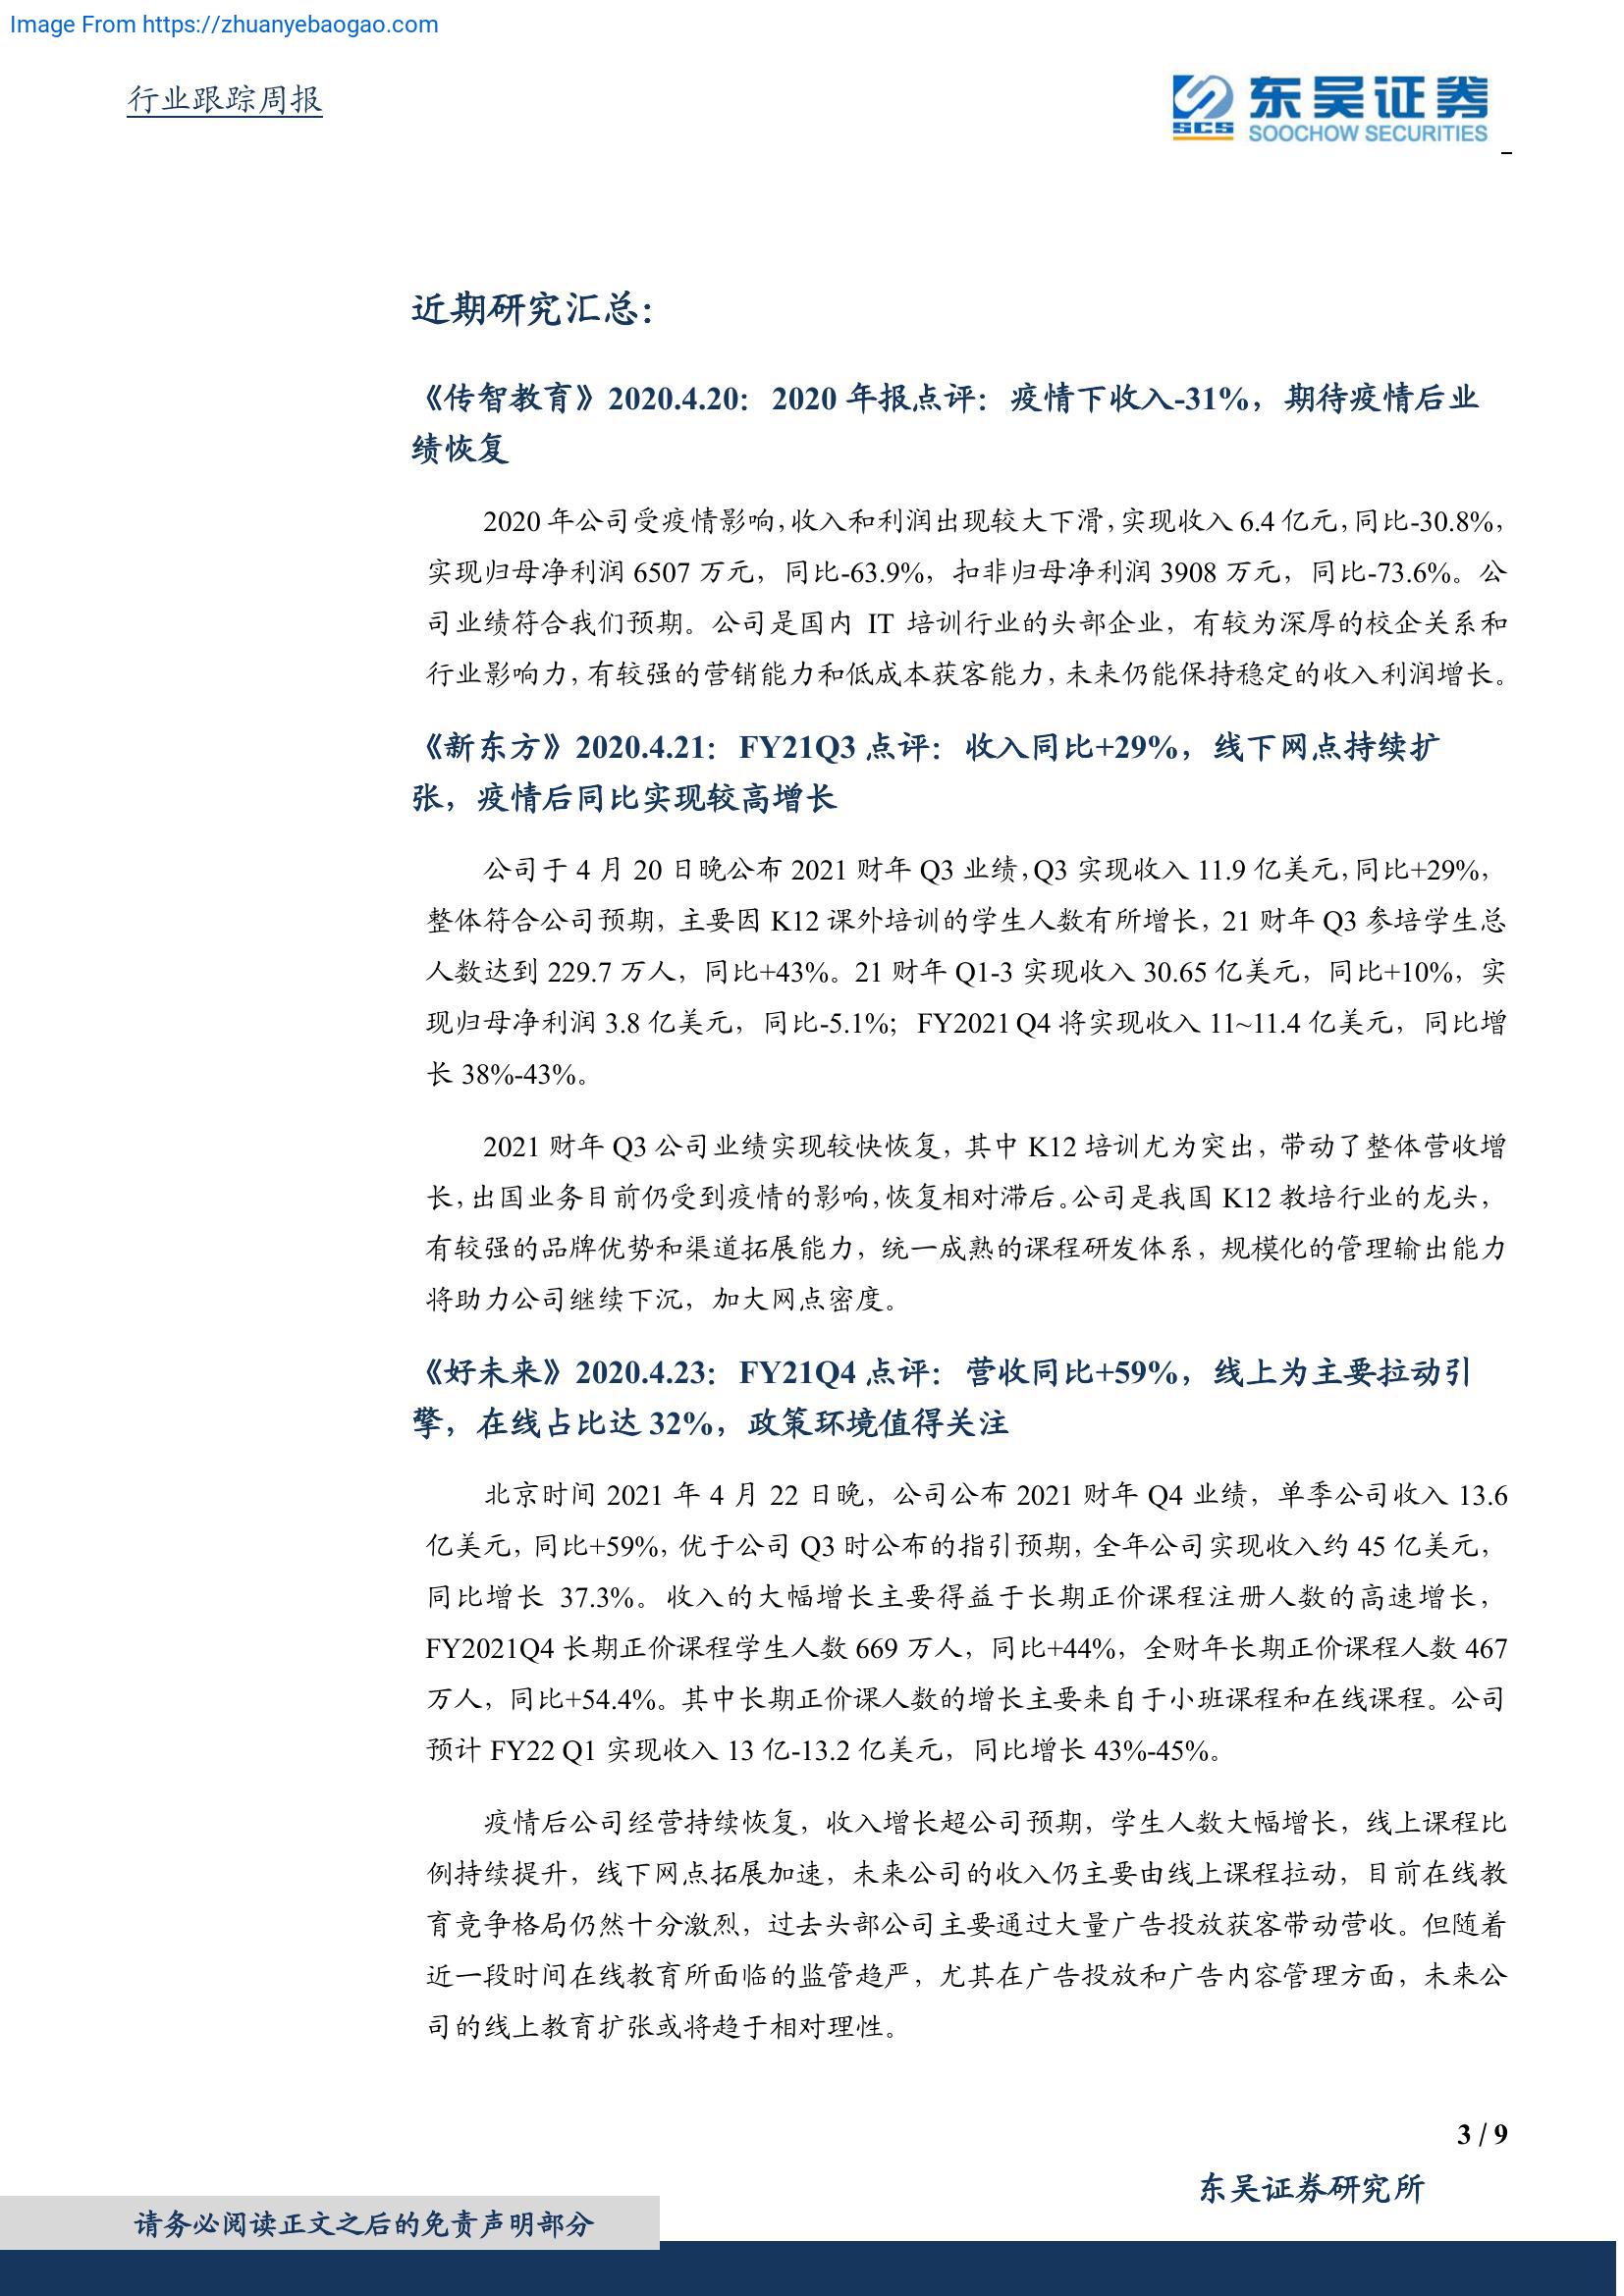 Image From https://zhuanyebaogao.com
行业跟踪周报
SCS 东吴证券
SOOCHOW SECURITIES
近期研究汇总：
《传智教育》2020.4.20：2020 年报点评：疫情下收入-31%，期待疫情后业
绩恢复
2020 年公司受疫情影响，收入和利润出现较大下滑，实现收入 6.4 亿元，同比-30.8%，
实现归母净利润 6507 万元，同比-63.9%，扣非归母净利润 3908 万元，同比-73.6%。公
司业绩符合我们预期。公司是国内 IT 培训行业的头部企业，有较为深厚的校企关系和
行业影响力，有较强的营销能力和低成本获客能力，未来仍能保持稳定的收入利润增长。
《新东方》2020.4.21：FY21Q3 点评：收入同比+29%，线下网点持续扩
张，疫情后同比实现较高增长
公司于 4 月 20 日晚公布 2021 财年 Q3 业绩，Q3 实现收入 11.9 亿美元，同比+29%，
整体符合公司预期，主要因 K12 课外培训的学生人数有所增长，21 财年 Q3 参培学生总
人数达到 229.7 万人，同比+43%。21 财年 Q1-3 实现收入 30.65 亿美元，同比+10%，实
现归母净利润 3.8 亿美元，同比-5.1%；FY2021 Q4 将实现收入 11~11.4 亿美元，同比增
长 38%-43%。
2021 财年 Q3 公司业绩实现较快恢复，其中 K12 培训尤为突出，带动了整体营收增
长，出国业务目前仍受到疫情的影响，恢复相对滞后。公司是我国 K12 教培行业的龙头，
有较强的品牌优势和渠道拓展能力，统一成熟的课程研发体系，规模化的管理输出能力
将助力公司继续下沉，加大网点密度。
《好未来》2020.4.23：FY21Q4 点评：营收同比+59%，线上为主要拉动引
擎，在线占比达 32%，政策环境值得关注
北京时间 2021 年 4 月 22 日晚，公司公布 2021 财年 Q4 业绩，单季公司收入 13.6
亿美元，同比+59%，优于公司 Q3 时公布的指引预期，全年公司实现收入约 45 亿美元，
同比增长 37.3%。收入的大幅增长主要得益于长期正价课程注册人数的高速增长，
FY2021Q4 长期正价课程学生人数 669 万人，同比+44%，全财年长期正价课程人数 467
万人，同比+54.4%。其中长期正价课人数的增长主要来自于小班课程和在线课程。公司
预计 FY22 Q1 实现收入 13 亿-13.2 亿美元，同比增长 43%-45%。
疫情后公司经营持续恢复，收入增长超公司预期，学生人数大幅增长，线上课程比
例持续提升，线下网点拓展加速，未来公司的收入仍主要由线上课程拉动，目前在线教
育竞争格局仍然十分激烈，过去头部公司主要通过大量广告投放获客带动营收。但随着
近一段时间在线教育所面临的监管趋严，尤其在广告投放和广告内容管理方面，未来公
司的线上教育扩张或将趋于相对理性。
3 / 9
东吴证券研究所
请务必阅读正文之后的免责声明部分